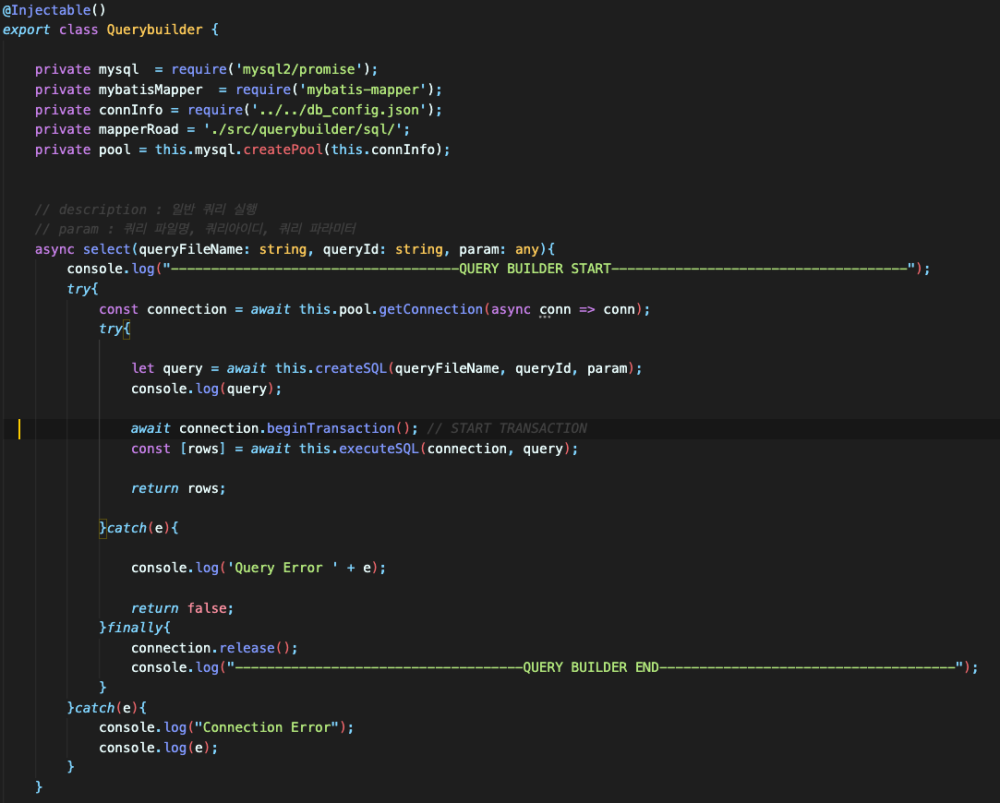 @Injectable()
export class Querybuilder {
private mysql  = require('mysql2/promise');
private mybatisMapper  = require('mybatis-mapper');
private connInfo = require('../../db_config.json');
private mapperRoad = './src/querybuilder/sql/';
private pool = this.mysql.createPool(this.connInfo);
// description : 일반 쿼리 실행
// param : 쿼리 파일명, 쿼리아이디, 쿼리 파라미터
async select(queryFileName: string, queryId: string, param: any){
console.log("------------------------------------QUERY BUILDER START-------------------------------------");
try{
const connection = await this.pool.getConnection(async conn => conn);
try{
let query = await this.createSQL(queryFileName, queryId, param);
console.log(query);
await connection.beginTransaction(); // START TRANSACTION
const [rows] = await this.executeSQL(connection, query);
return rows;
}catch(e){
console.log('Query Error ' + e);
return false;
}finally{
connection.release();
console.log("------------------------------------QUERY BUILDER END-------------------------------------");
}
}catch(e){
console.log("Connection Error");
console.log(e);
}
}